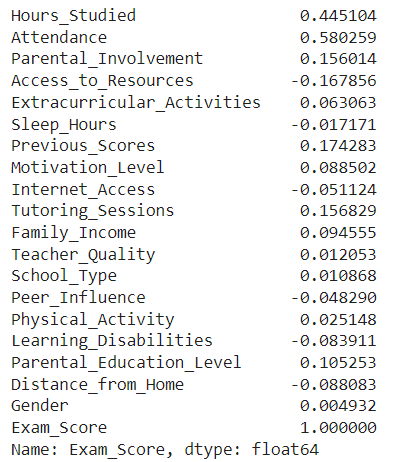 Hours_Studied 0.445104
Attendance 0.580259
Parental_Involvement 0.156014
Access_to_Resources -0.167856
Extracurricular_Activities 0.063063
Sleep_Hours -0.017171
Previous_Scores 0.174283
Motivation_Level 0.088502
Internet_Access -0.051124
Tutoring_Sessions 0.156829
Family_Income 0.094555
Teacher_Quality 0.012053
School_Type 0.010868
Peer_Influence -0.048290
Physical_Activity 0.025148
Learning_Disabilities -0.083911
Parental_Education_Level 0.105253
Distance_from_Home -0.088083
Gender 0.004932
Exam_Score 1.000000
Name: Exam_Score, dtype: float64